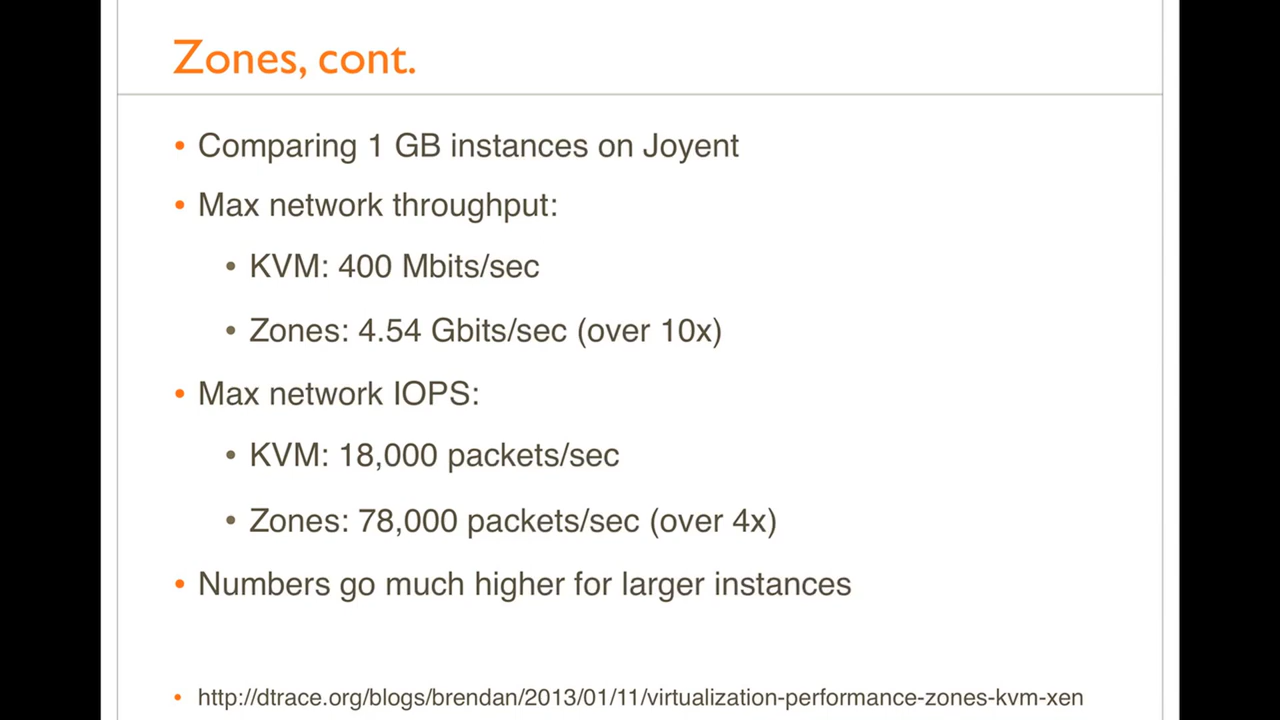 Zones, cont.
• Comparing 1 GB instances on Joyent
• Max network throughput:
• KVM: 400 Mbits/sec
• Zones: 4.54 Gbits/sec (over 10x)
• Max network IOPS:
• KVM: 18,000 packets/sec
• Zones: 78,000 packets/sec (over 4x)
• Numbers go much higher for larger instances
• http://dtrace.org/blogs/brendan/2013/01/11/virtualization-performance-zones-kvm-xen